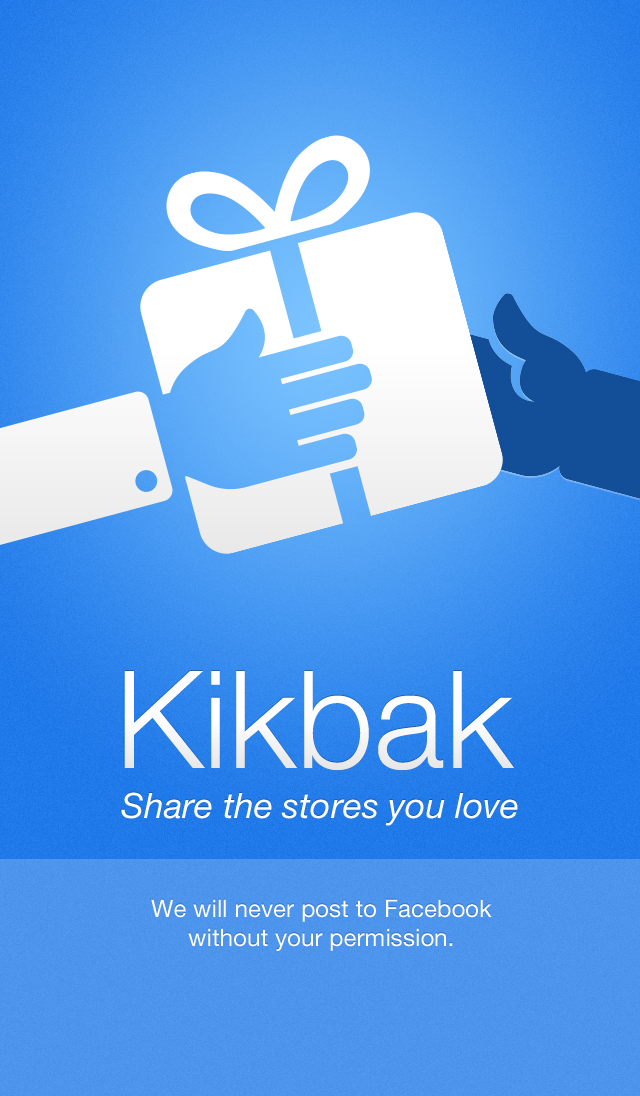 Kikbak
Share the stores you love
We will never post to Facebook
without your permission.